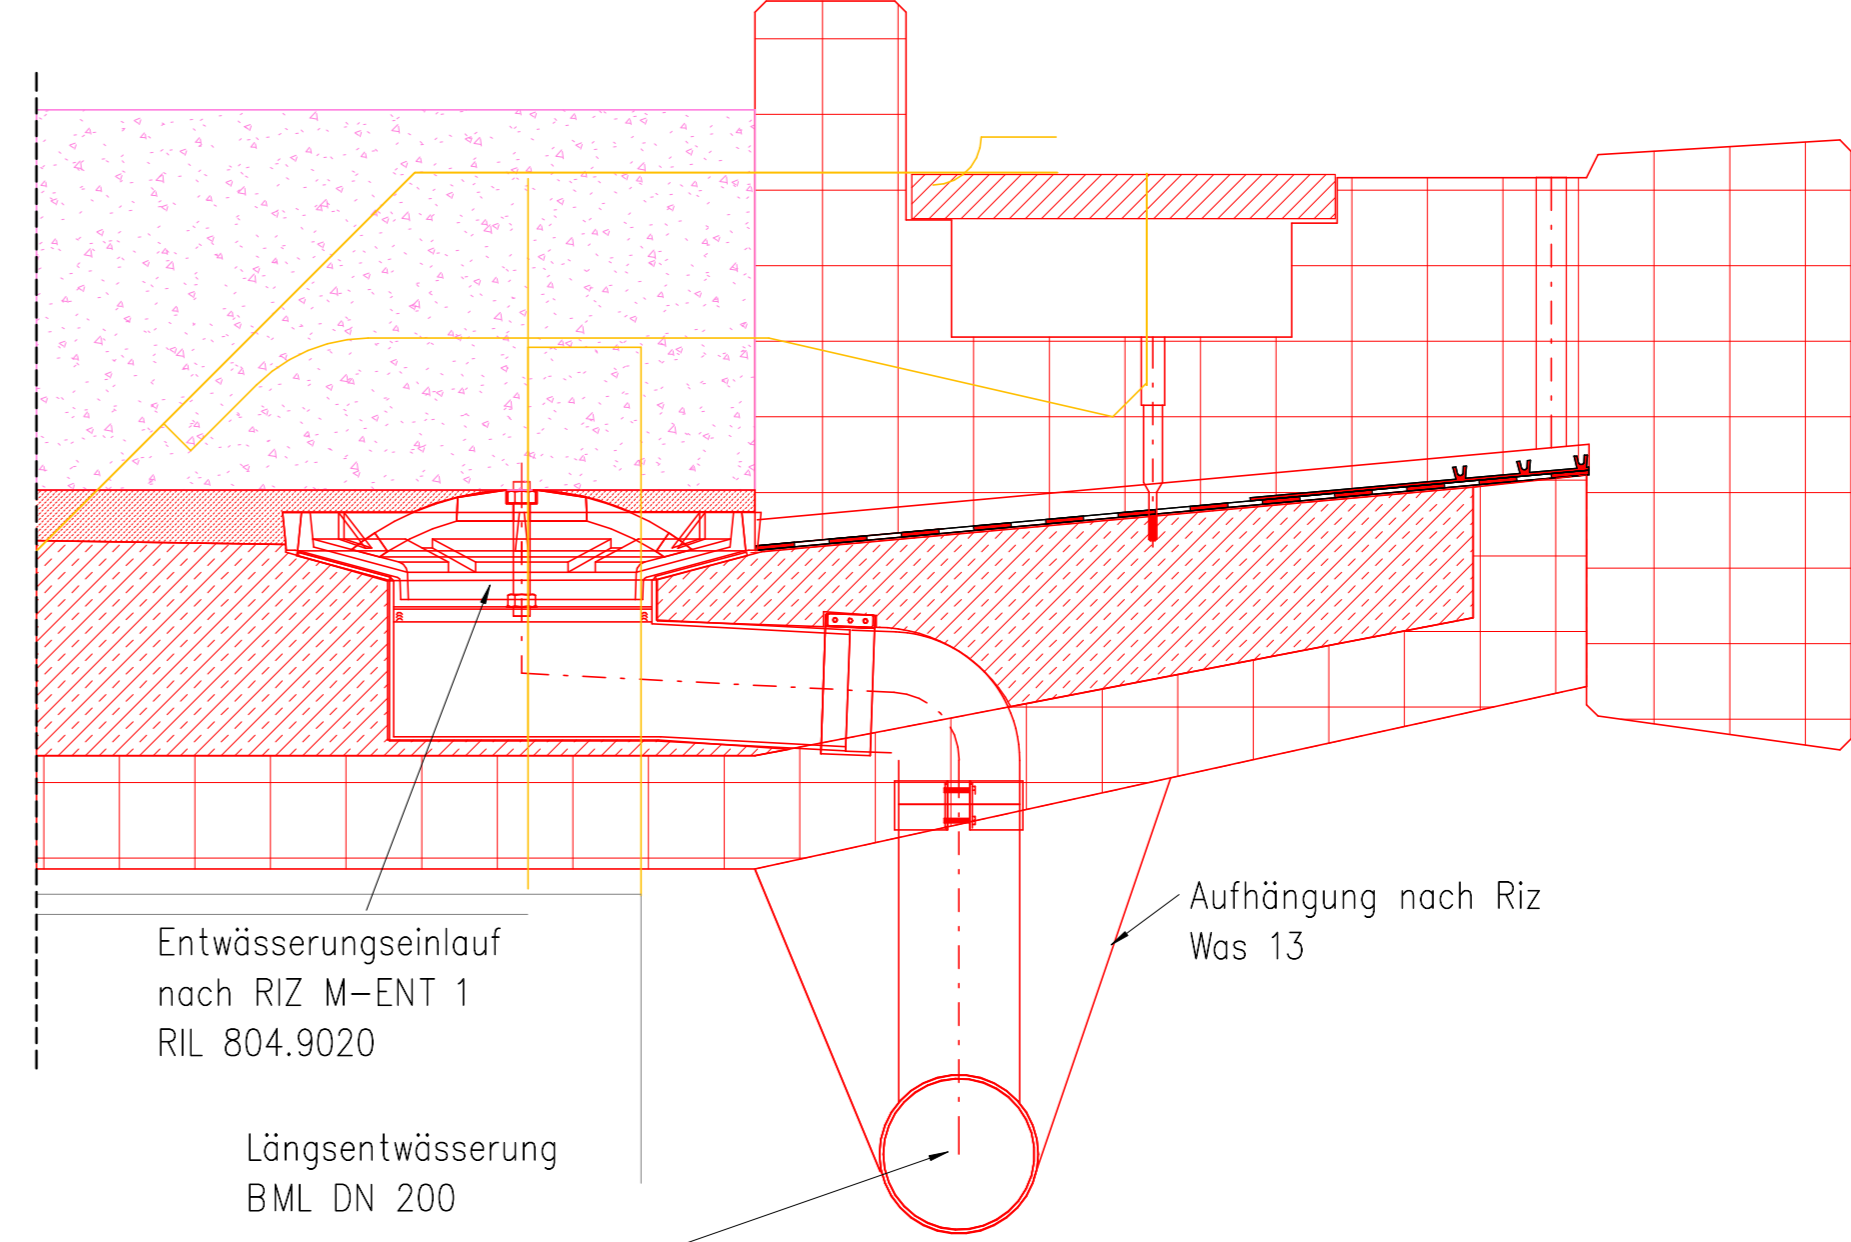 Entwässerungseinlauf
nach RIZ M-ENT 1
RIL 804.9020
Längsentwässerung
BML DN 200
Aufhängung nach Riz
Was 13